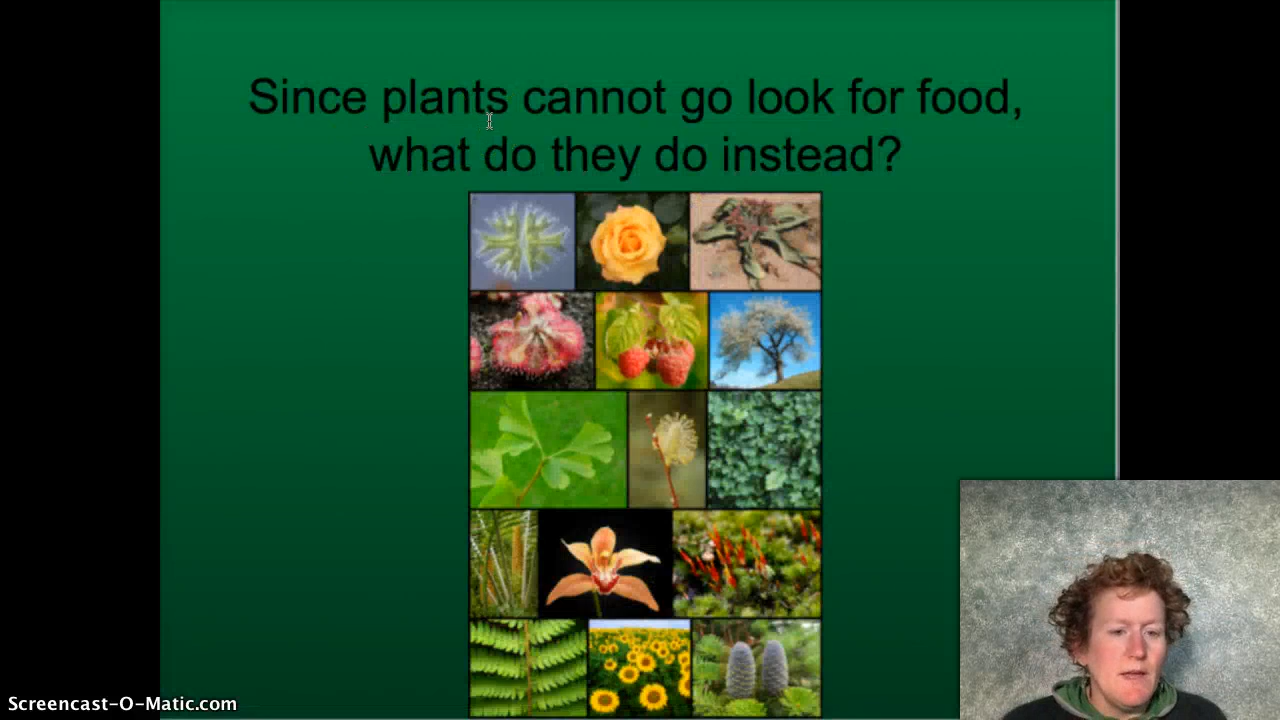 Since plants cannot go look for food,
what do they do instead?
Screencast-O-Matic.com